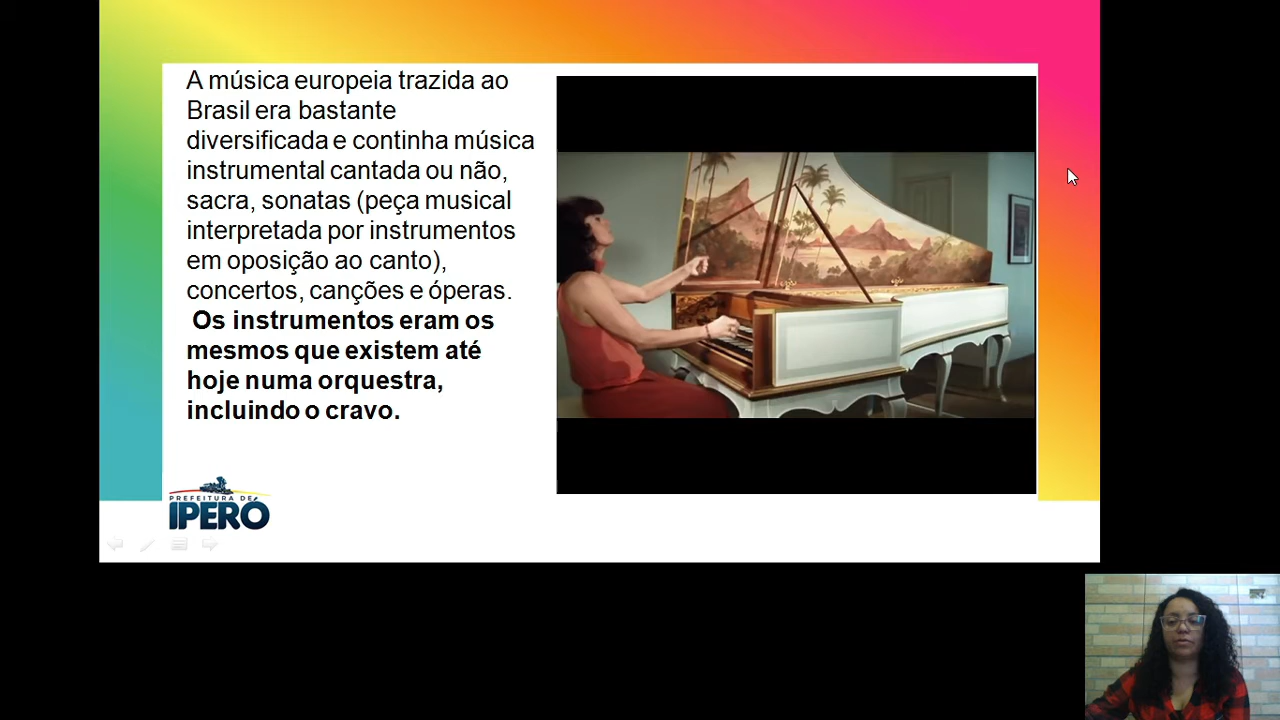 A música europeia trazida ao
Brasil era bastante
diversificada e continha música
instrumental cantada ou não,
sacra, sonatas (peça musical
interpretada por instrumentos
em oposição ao canto),
concertos, canções e óperas.
Os instrumentos eram os
mesmos que existem até
hoje numa orquestra,
incluindo o cravo.
PREFEITURA DE
IPERÓ